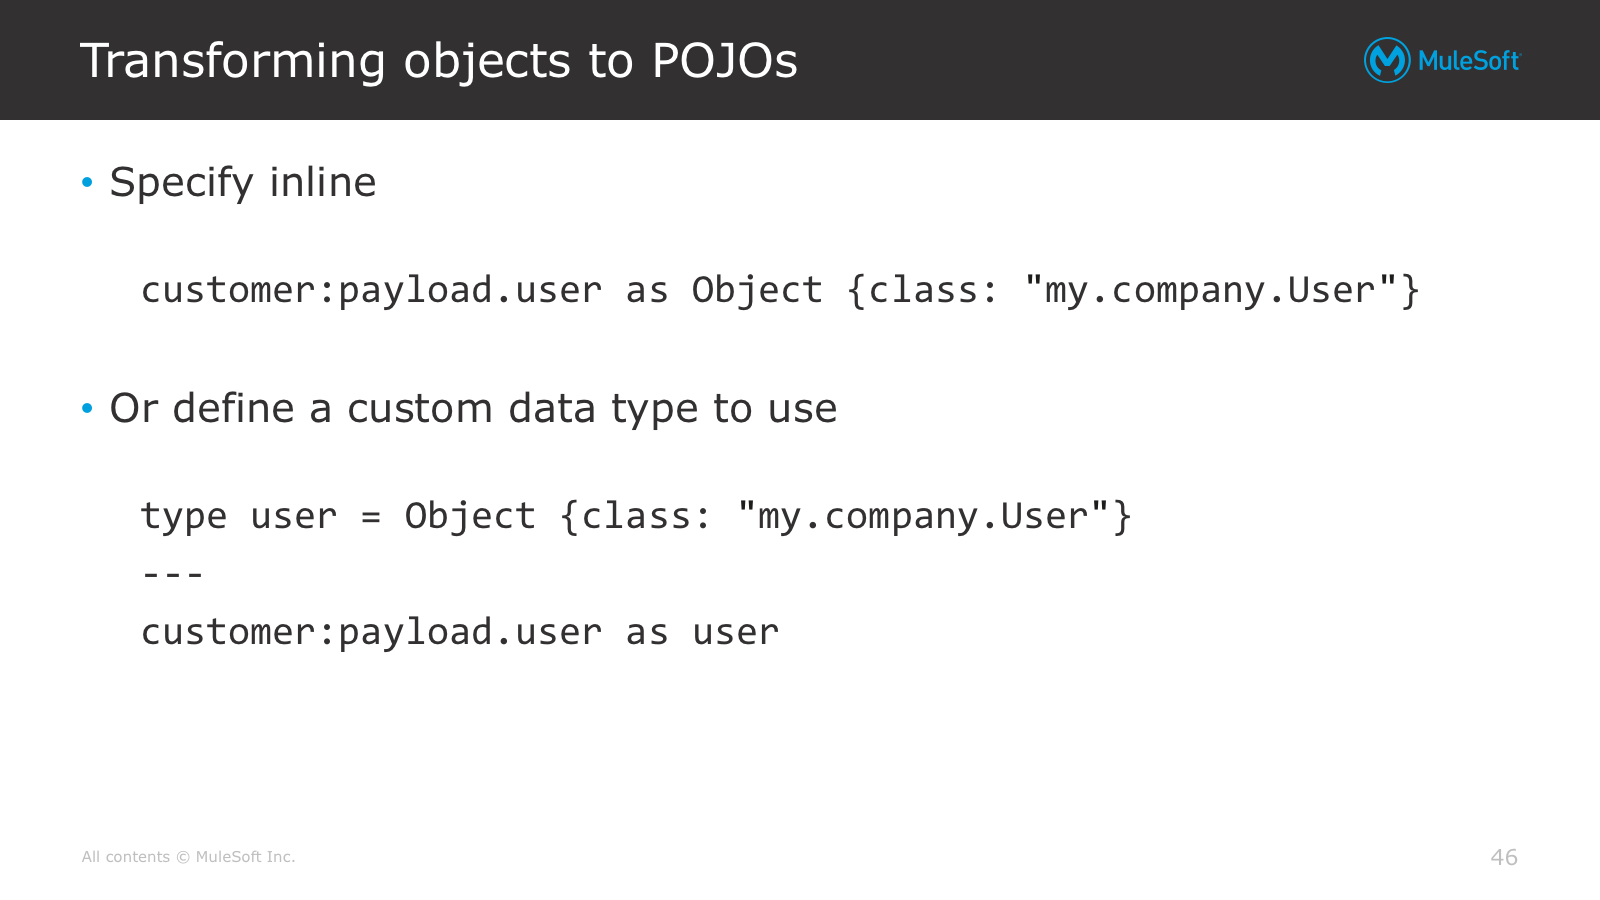 Transforming objects to POJOs
MuleSoft
• Specify inline
customer:payload.user as Object {class: "my.company.User"}
• Or define a custom data type to use
type user = Object {class: "my.company.User"}
---
customer:payload.user as user
All contents © MuleSoft Inc.
46